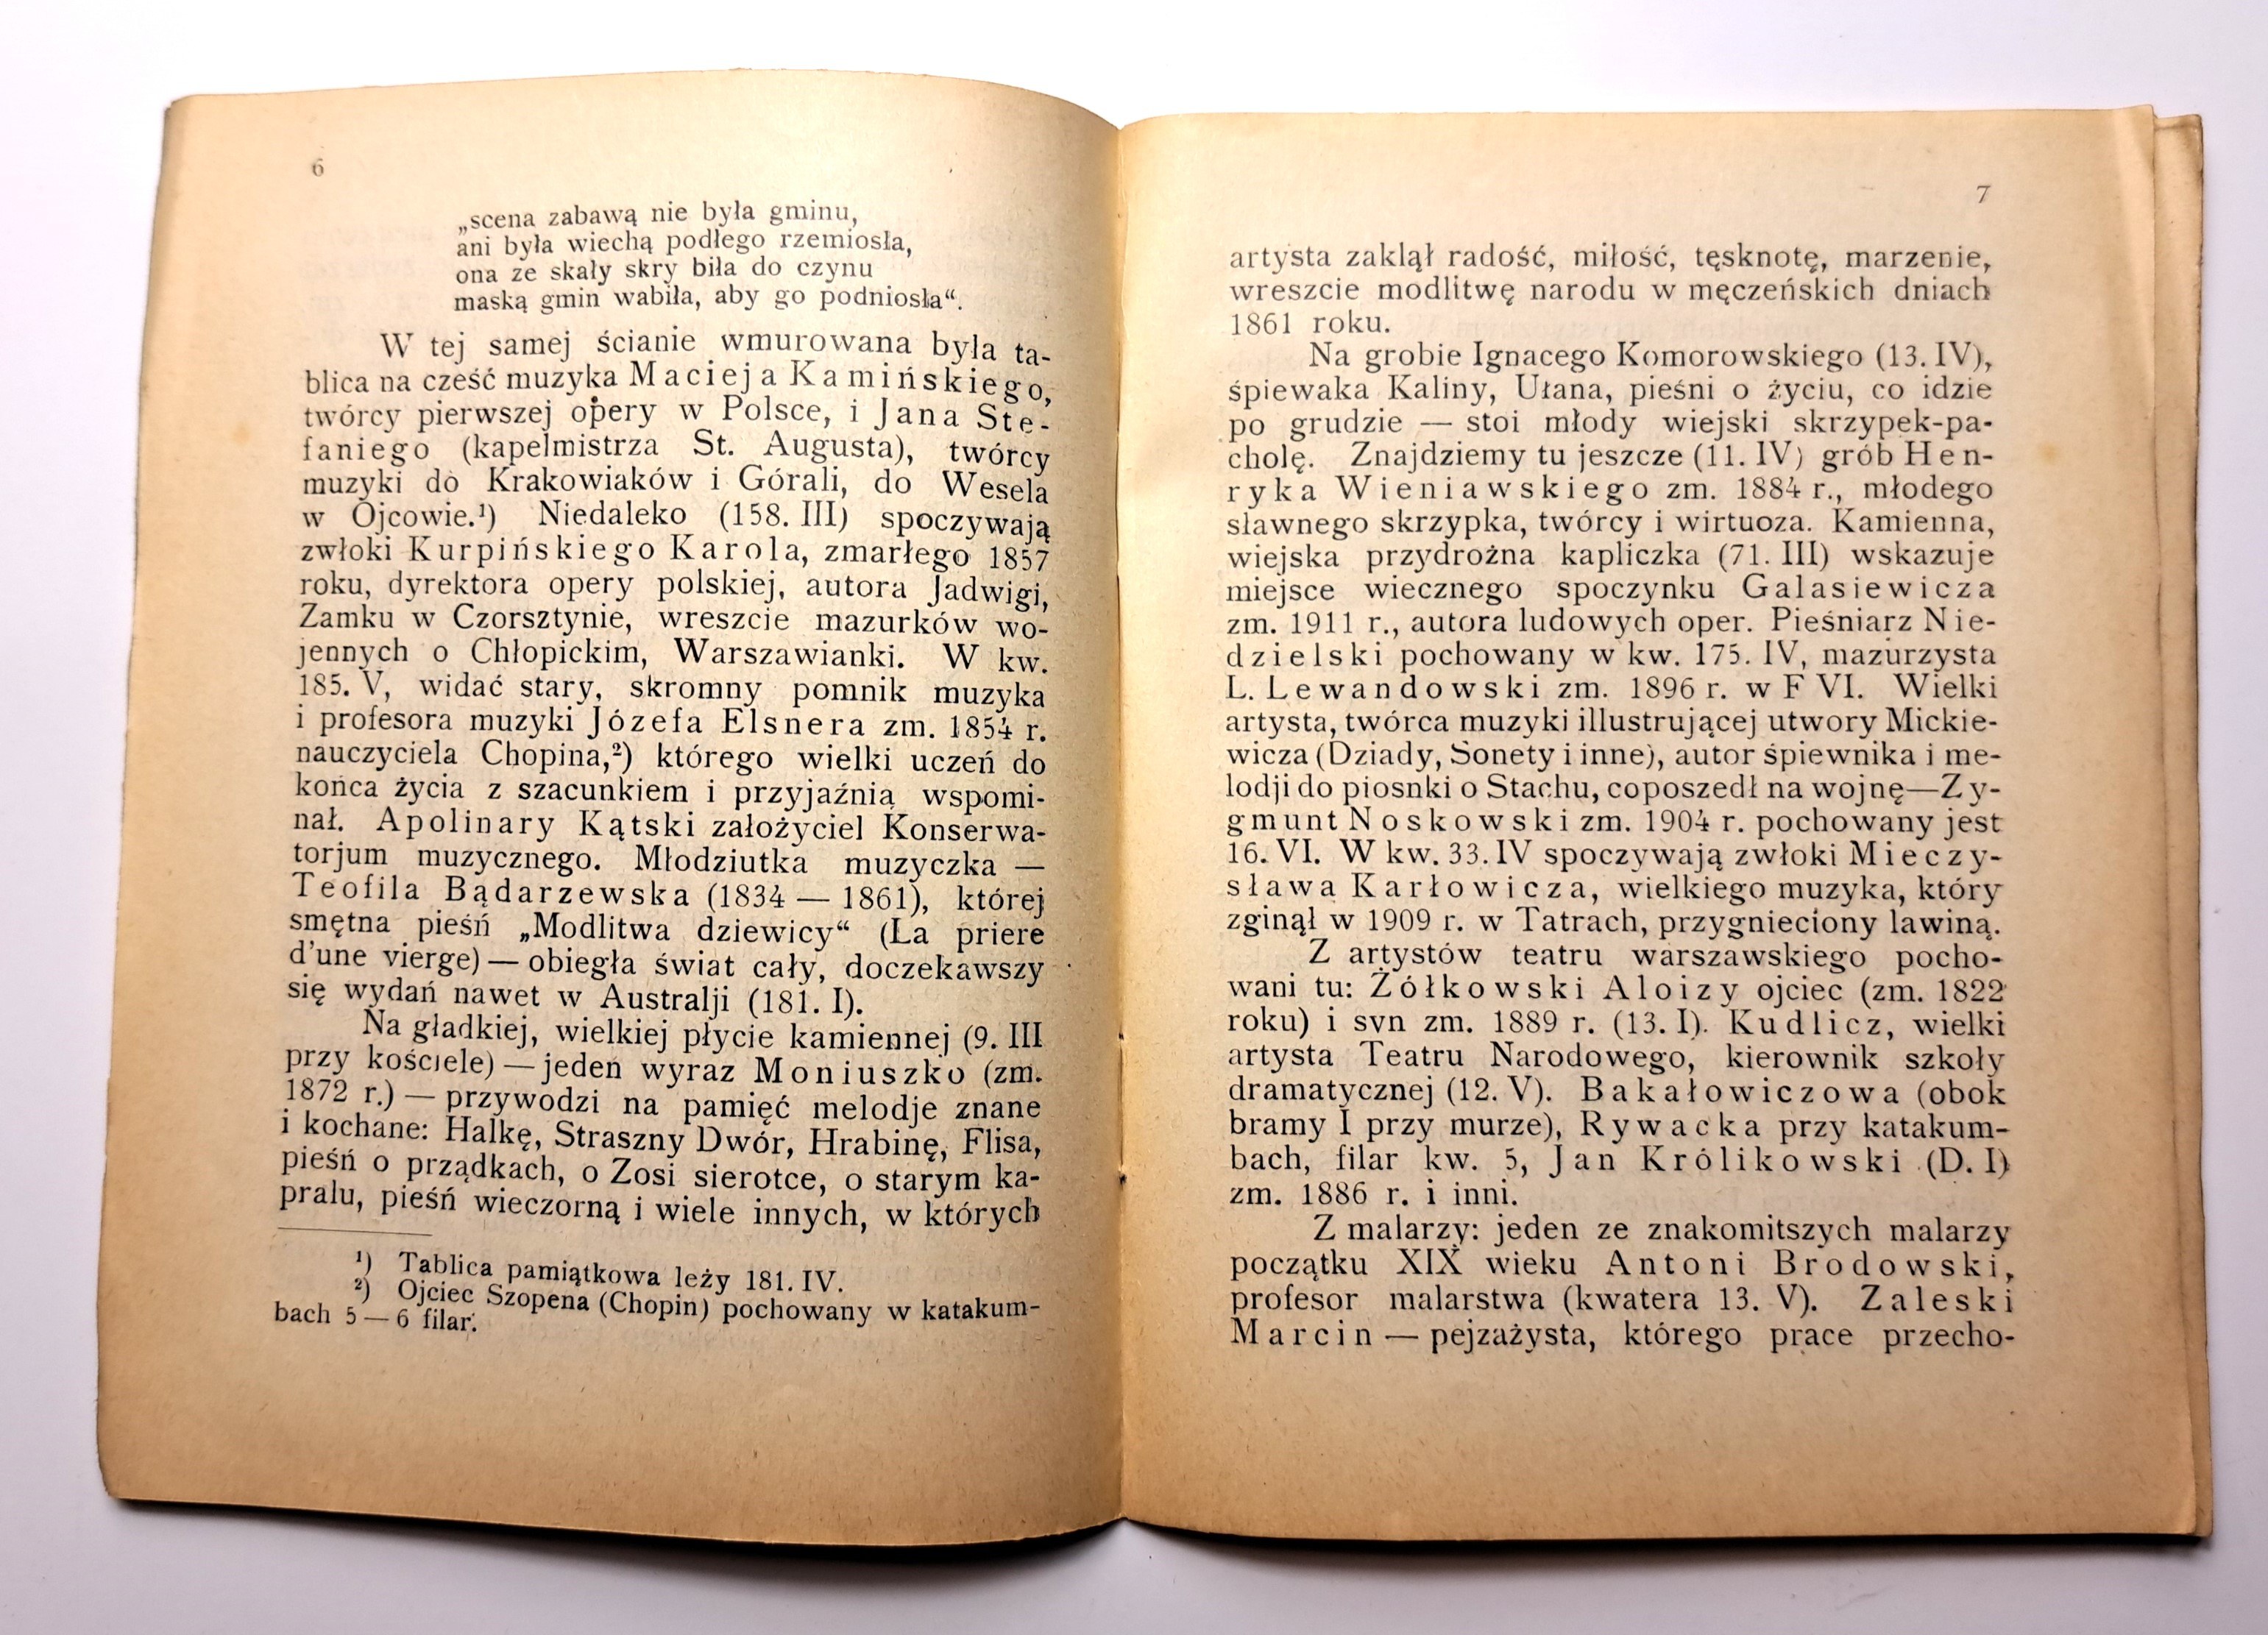 6
„scena zabawą nie była gminu,
ani była wiechą podłego rzemiosła,
ona ze skały skry biła do czynu
maską gmin wabiła, aby go podniosła“.
W tej samej ścianie wmurowana była ta-
blica na cześć muzyka Macieja Kamińskiego,
twórcy pierwszej opery w Polsce, i Jana Ste-
faniego (kapelmistrza St. Augusta), twórcy
muzyki do Krakowiaków i Górali, do Wesela
w Ojcowie.¹) Niedaleko (158. III) spoczywają
zwłoki Kurpińskiego Karola, zmarłego 1857
roku, dyrektora opery polskiej, autora Jadwigi,
Zamku w Czorsztynie, wreszcie mazurków wo-
jennych o Chłopickim, Warszawianki. W kw.
185. V, widać stary, skromny pomnik muzyka
i profesora muzyki Józefa Elsnera zm. 1854 r.
nauczyciela Chopina,²) którego wielki uczeń do
końca życia z szacunkiem i przyjaźnią wspomi-
nał. Apolinary Kątski założyciel Konserwa-
torjum muzycznego. Młodziutka muzyczka —
Teofila Bądarzewska (1834 — 1861), której
smętna pieśń „Modlitwa dziewicy“ (La priere
d'une vierge) — obiegła świat cały, doczekawszy
się wydań nawet w Australji (181. I).
Na gładkiej, wielkiej płycie kamiennej (9. III
przy kościele) — jeden wyraz Moniuszko (zm.
1872 r.) — przywodzi na pamięć melodje znane
i kochane: Halkę, Straszny Dwór, Hrabinę, Flisa,
pieśń o prządkach, o Zosi sierotce, o starym ka-
pralu, pieśń wieczorną i wiele innych, w których
¹) Tablica pamiątkowa leży 181. IV.
²) Ojciec Szopena (Chopin) pochowany w katakum-
bach 5 — 6 filar.
7
artysta zaklął radość, miłość, tęsknotę, marzenie,
wreszcie modlitwę narodu w męczeńskich dniach
1861 roku.
Na grobie Ignacego Komorowskiego (13. IV),
śpiewaka Kaliny, Ułana, pieśni o życiu, co idzie
po grudzie — stoi młody wiejski skrzypek-pa-
cholę. Znajdziemy tu jeszcze (11. IV) grób Hen-
ryka Wieniawskiego zm. 1884 r., młodego
sławnego skrzypka, twórcy i wirtuoza. Kamienna,
wiejska przydrożna kapliczka (71. III) wskazuje
miejsce wiecznego spoczynku Galasiewicza
zm. 1911 r., autora ludowych oper. Pieśniarz Nie-
dzielski pochowany w kw. 175. IV, mazurzysta
L. Lewandowski zm. 1896 r. w F VI. Wielki
artysta, twórca muzyki illustrującej utwory Mickie-
wicza (Dziady, Sonety i inne), autor śpiewnika i me-
lodji do piosnki o Stachu, coposzedł na wojnę—Zy-
gmunt Noskowski zm. 1904 r. pochowany jest
16. VI. W kw. 33. IV spoczywają zwłoki Mieczy-
sława Karłowicza, wielkiego muzyka, który
zginął w 1909 r. w Tatrach, przygnieciony lawiną.
Z artystów teatru warszawskiego pocho-
wani tu: Żółkowski Aloizy ojciec (zm. 1822
roku) i syn zm. 1889 r. (13. I). Kudlicz, wielki
artysta Teatru Narodowego, kierownik szkoły
dramatycznej (12. V). Bakałowiczowa (obok
bramy I przy murze), Rywacka przy katakum-
bach, filar kw. 5, Jan Królikowski (D. I)
zm. 1886 r. i inni.
Z malarzy: jeden ze znakomitszych malarzy
początku XIX wieku Antoni Brodowski,
profesor malarstwa (kwatera 13. V). Zaleski
Marcin — pejzażysta, którego prace przecho-